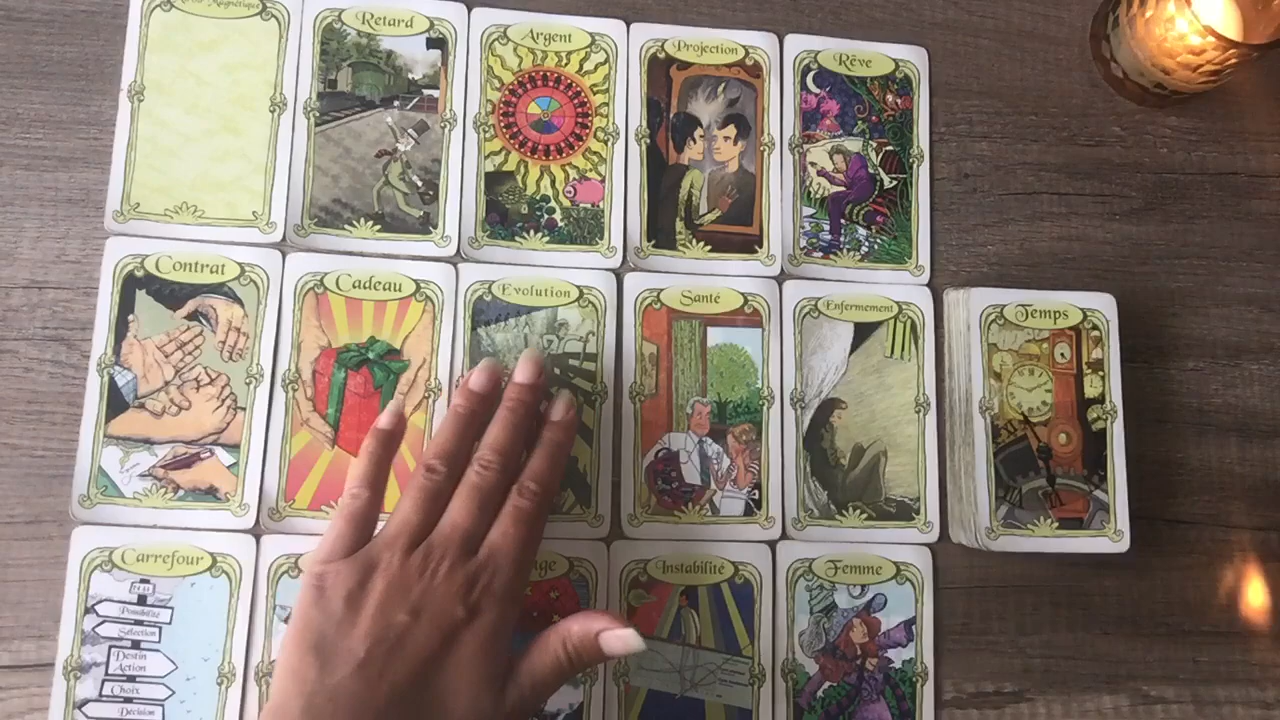 Magnétique
Retard
Argent
Projection
Rêve
Contrat
Cadeau
Evolution
Santé
Enfermement
Temps
Carrefour
Possibilité
Sélection
Destin
Action
Choix
Décision
Instabilité
Femme